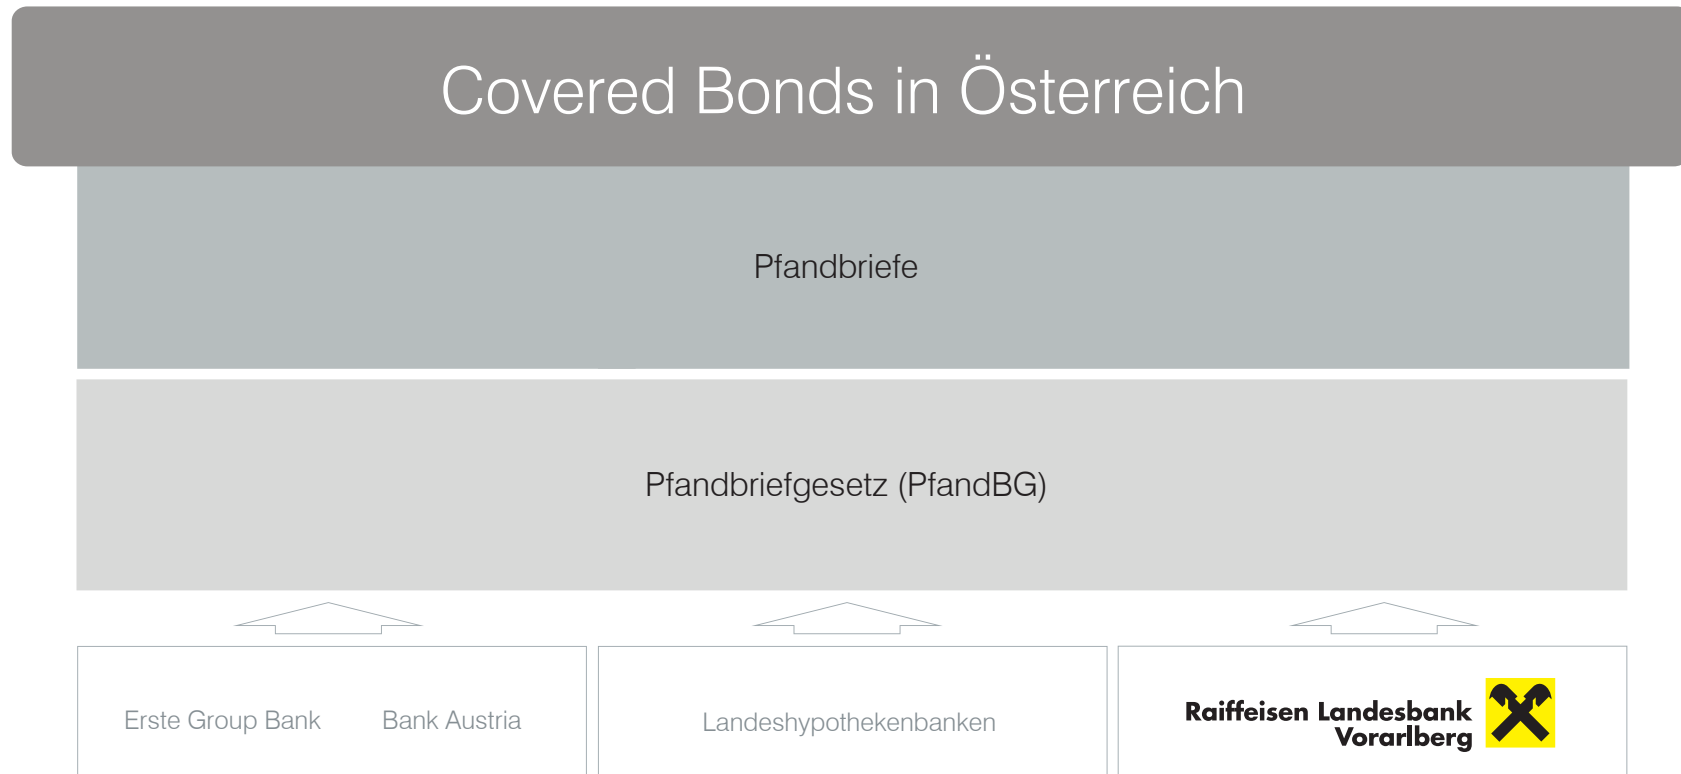 Covered Bonds in Österreich
Pfandbriefe
Pfandbriefgesetz (PfandBG)
Erste Group Bank
Bank Austria
Landeshypothekenbanken
Raiffeisen Landesbank
Vorarlberg